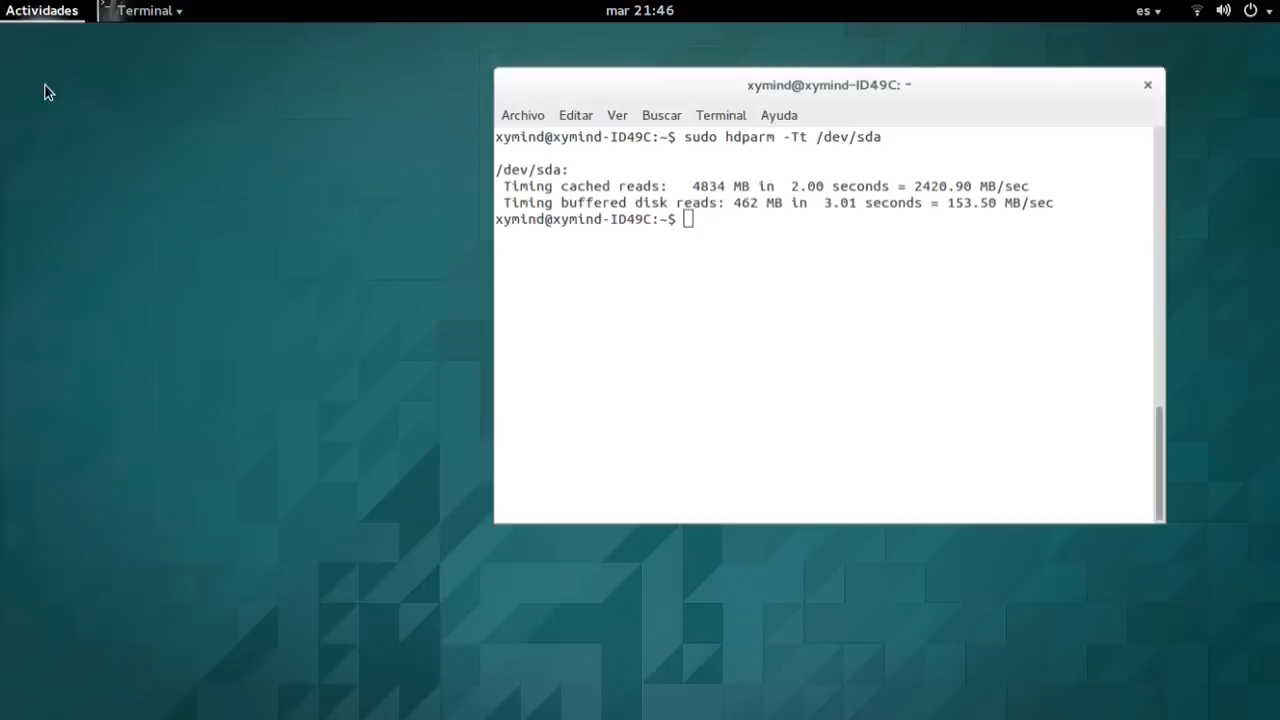 Actividades Terminal mar 21:46 es
xymind@xymind-ID49C: ~
Archivo Editar Ver Buscar Terminal Ayuda
xymind@xymind-ID49C:~$ sudo hdparm -Tt /dev/sda
/dev/sda:
Timing cached reads: 4834 MB in 2.00 seconds = 2420.90 MB/sec
Timing buffered disk reads: 462 MB in 3.01 seconds = 153.50 MB/sec
xymind@xymind-ID49C:~$